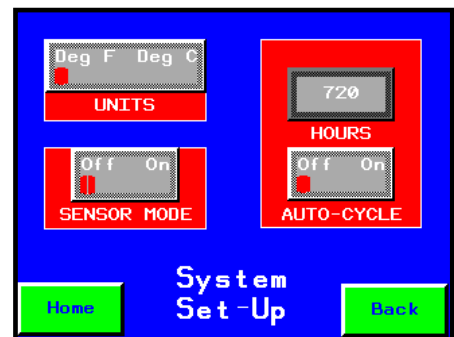 Deg F Deg C
UNITS
720
HOURS
Off On
SENSOR MODE
Off On
AUTO-CYCLE
System
Set-Up
Home
Back